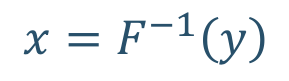 x = F⁻¹(y)